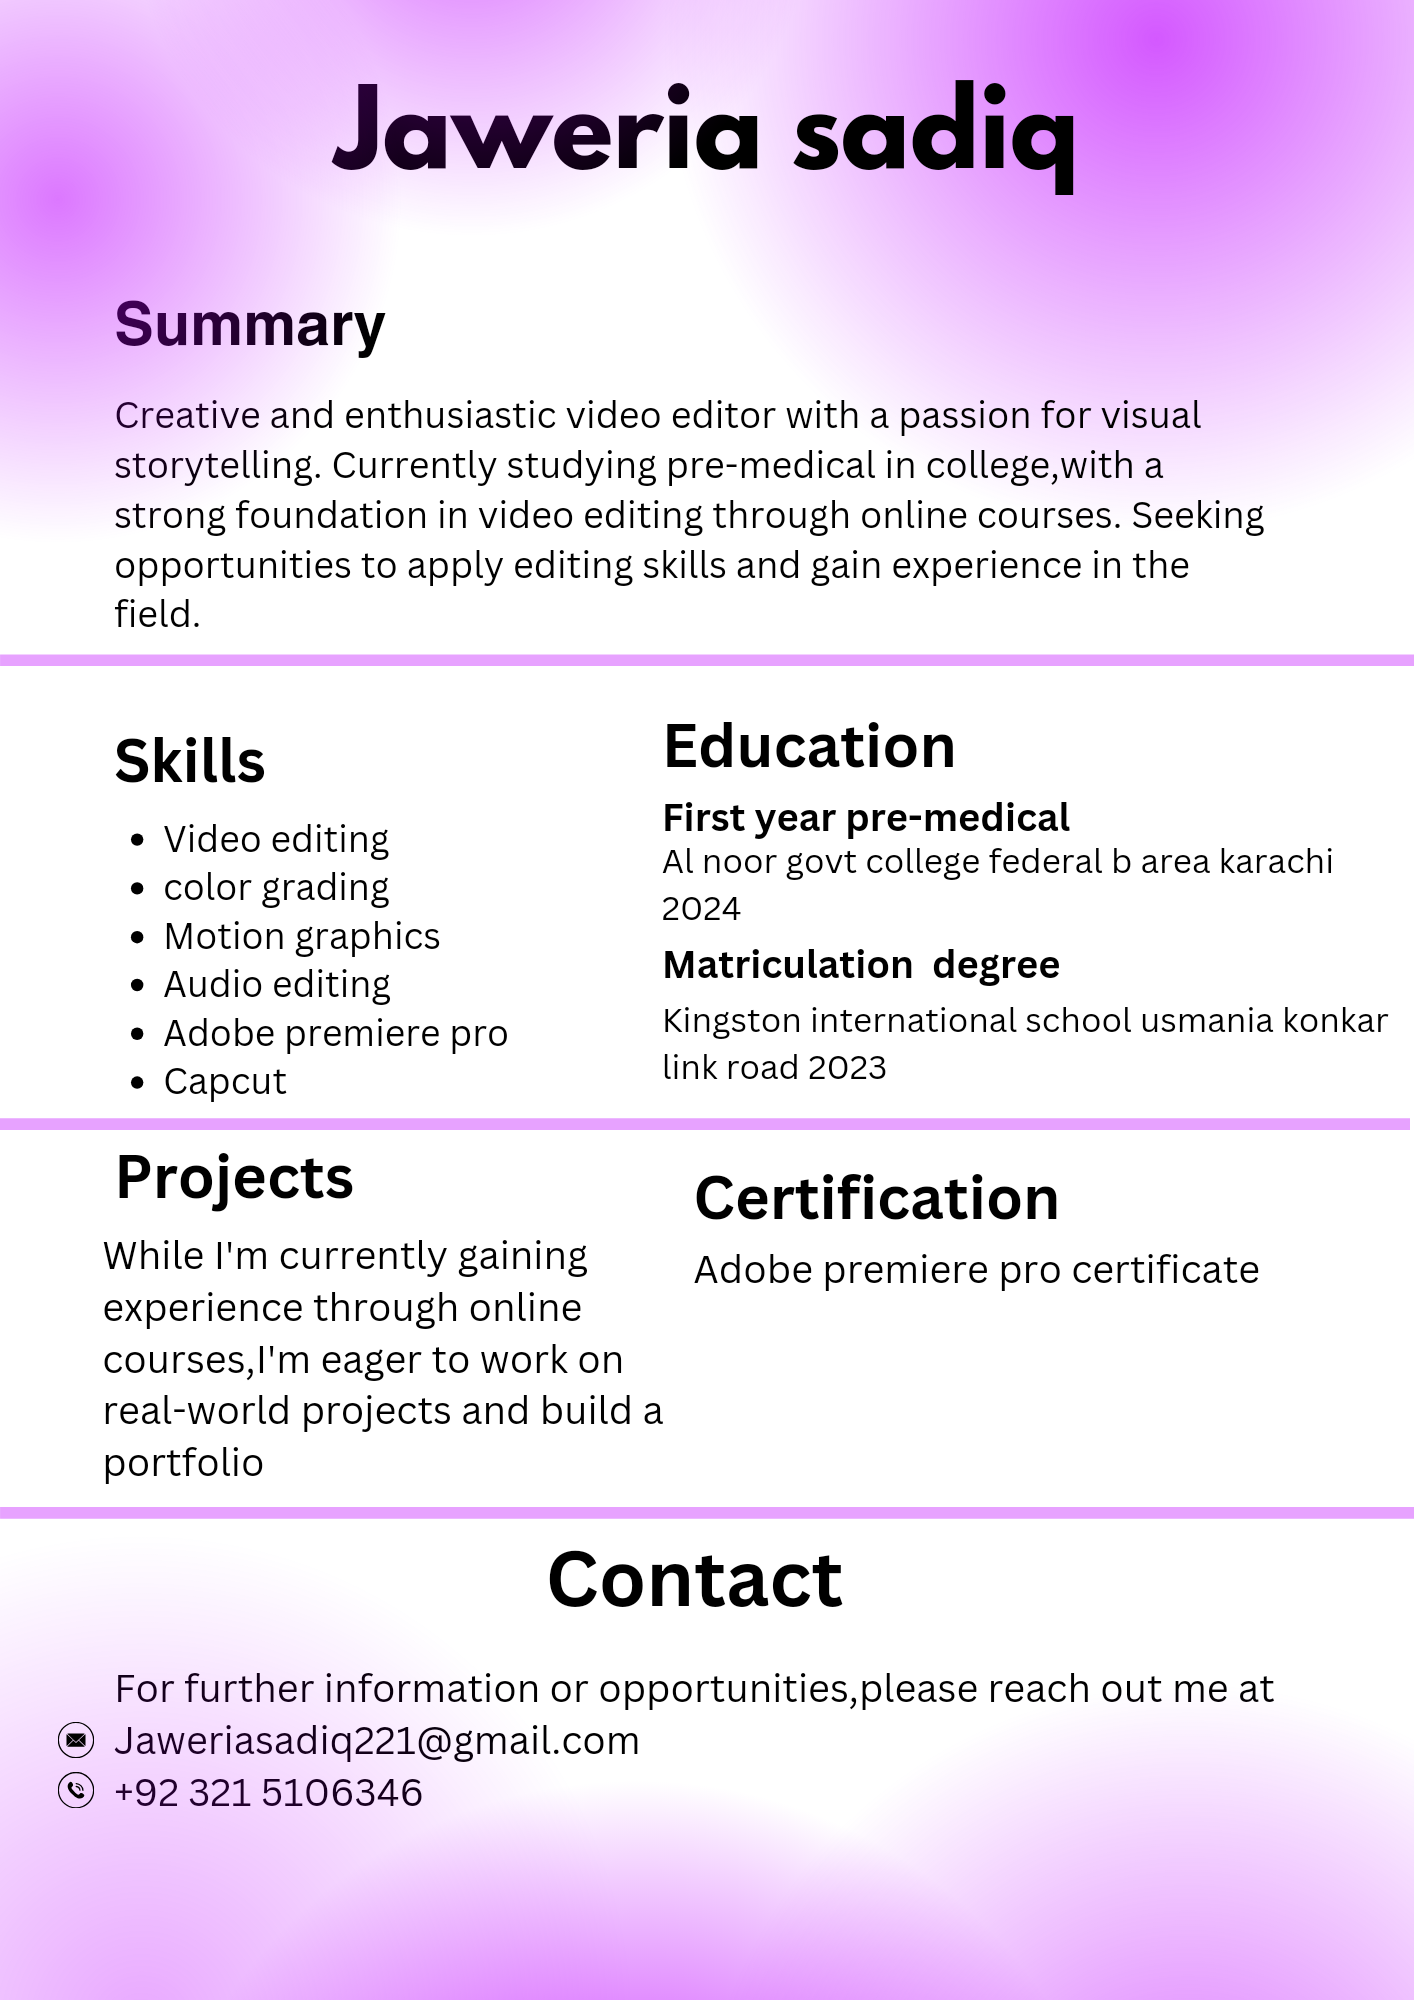 Jaweria sadiq
Summary
Creative and enthusiastic video editor with a passion for visual
storytelling. Currently studying pre-medical in college,with a
strong foundation in video editing through online courses. Seeking
opportunities to apply editing skills and gain experience in the
field.
Skills
• Video editing
• color grading
• Motion graphics
• Audio editing
• Adobe premiere pro
• Capcut
Education
First year pre-medical
Al noor govt college federal b area karachi
2024
Matriculation  degree
Kingston international school usmania konkar
link road 2023
Projects
While I'm currently gaining
experience through online
courses,I'm eager to work on
real-world projects and build a
portfolio
Certification
Adobe premiere pro certificate
Contact
For further information or opportunities,please reach out me at
Jaweriasadiq221@gmail.com
+92 321 5106346